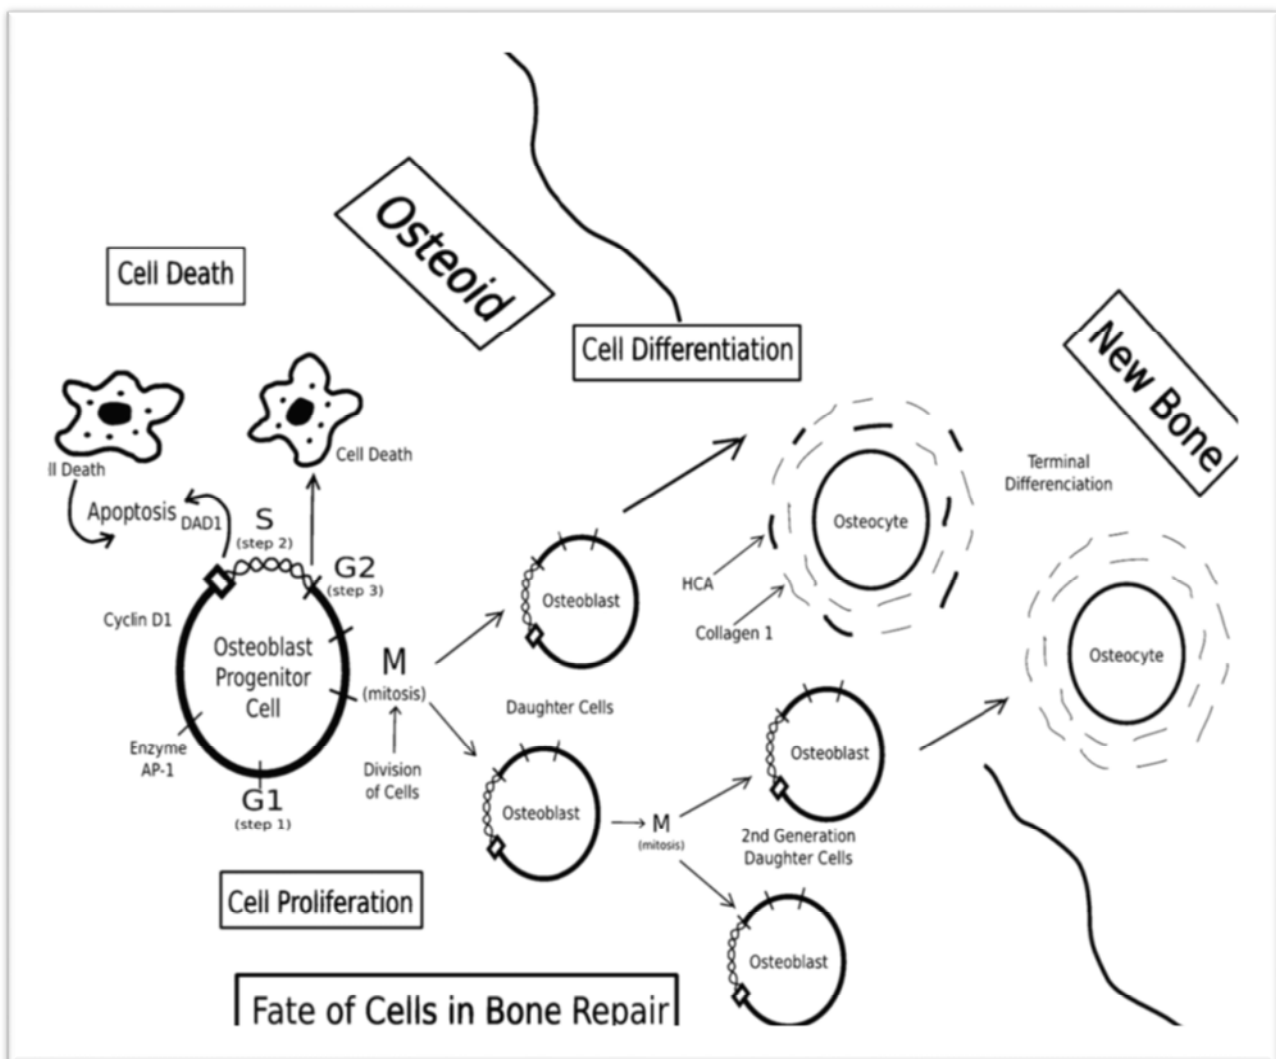 Osteoid
Cell Death
Cell Differentiation
New Bone
ll Death
Cell Death
Apoptosis
DAD1
S
(step 2)
G2
(step 3)
Cyclin D1
Osteoblast
Progenitor
Cell
Enzyme
AP-1
G1
(step 1)
M
(mitosis)
Division
of Cells
Osteoblast
Daughter Cells
Osteoblast
M
(mitosis)
HCA
Collagen 1
Osteocyte
Terminal
Differenciation
Osteocyte
Osteoblast
2nd Generation
Daughter Cells
Osteoblast
Cell Proliferation
Fate of Cells in Bone Repair